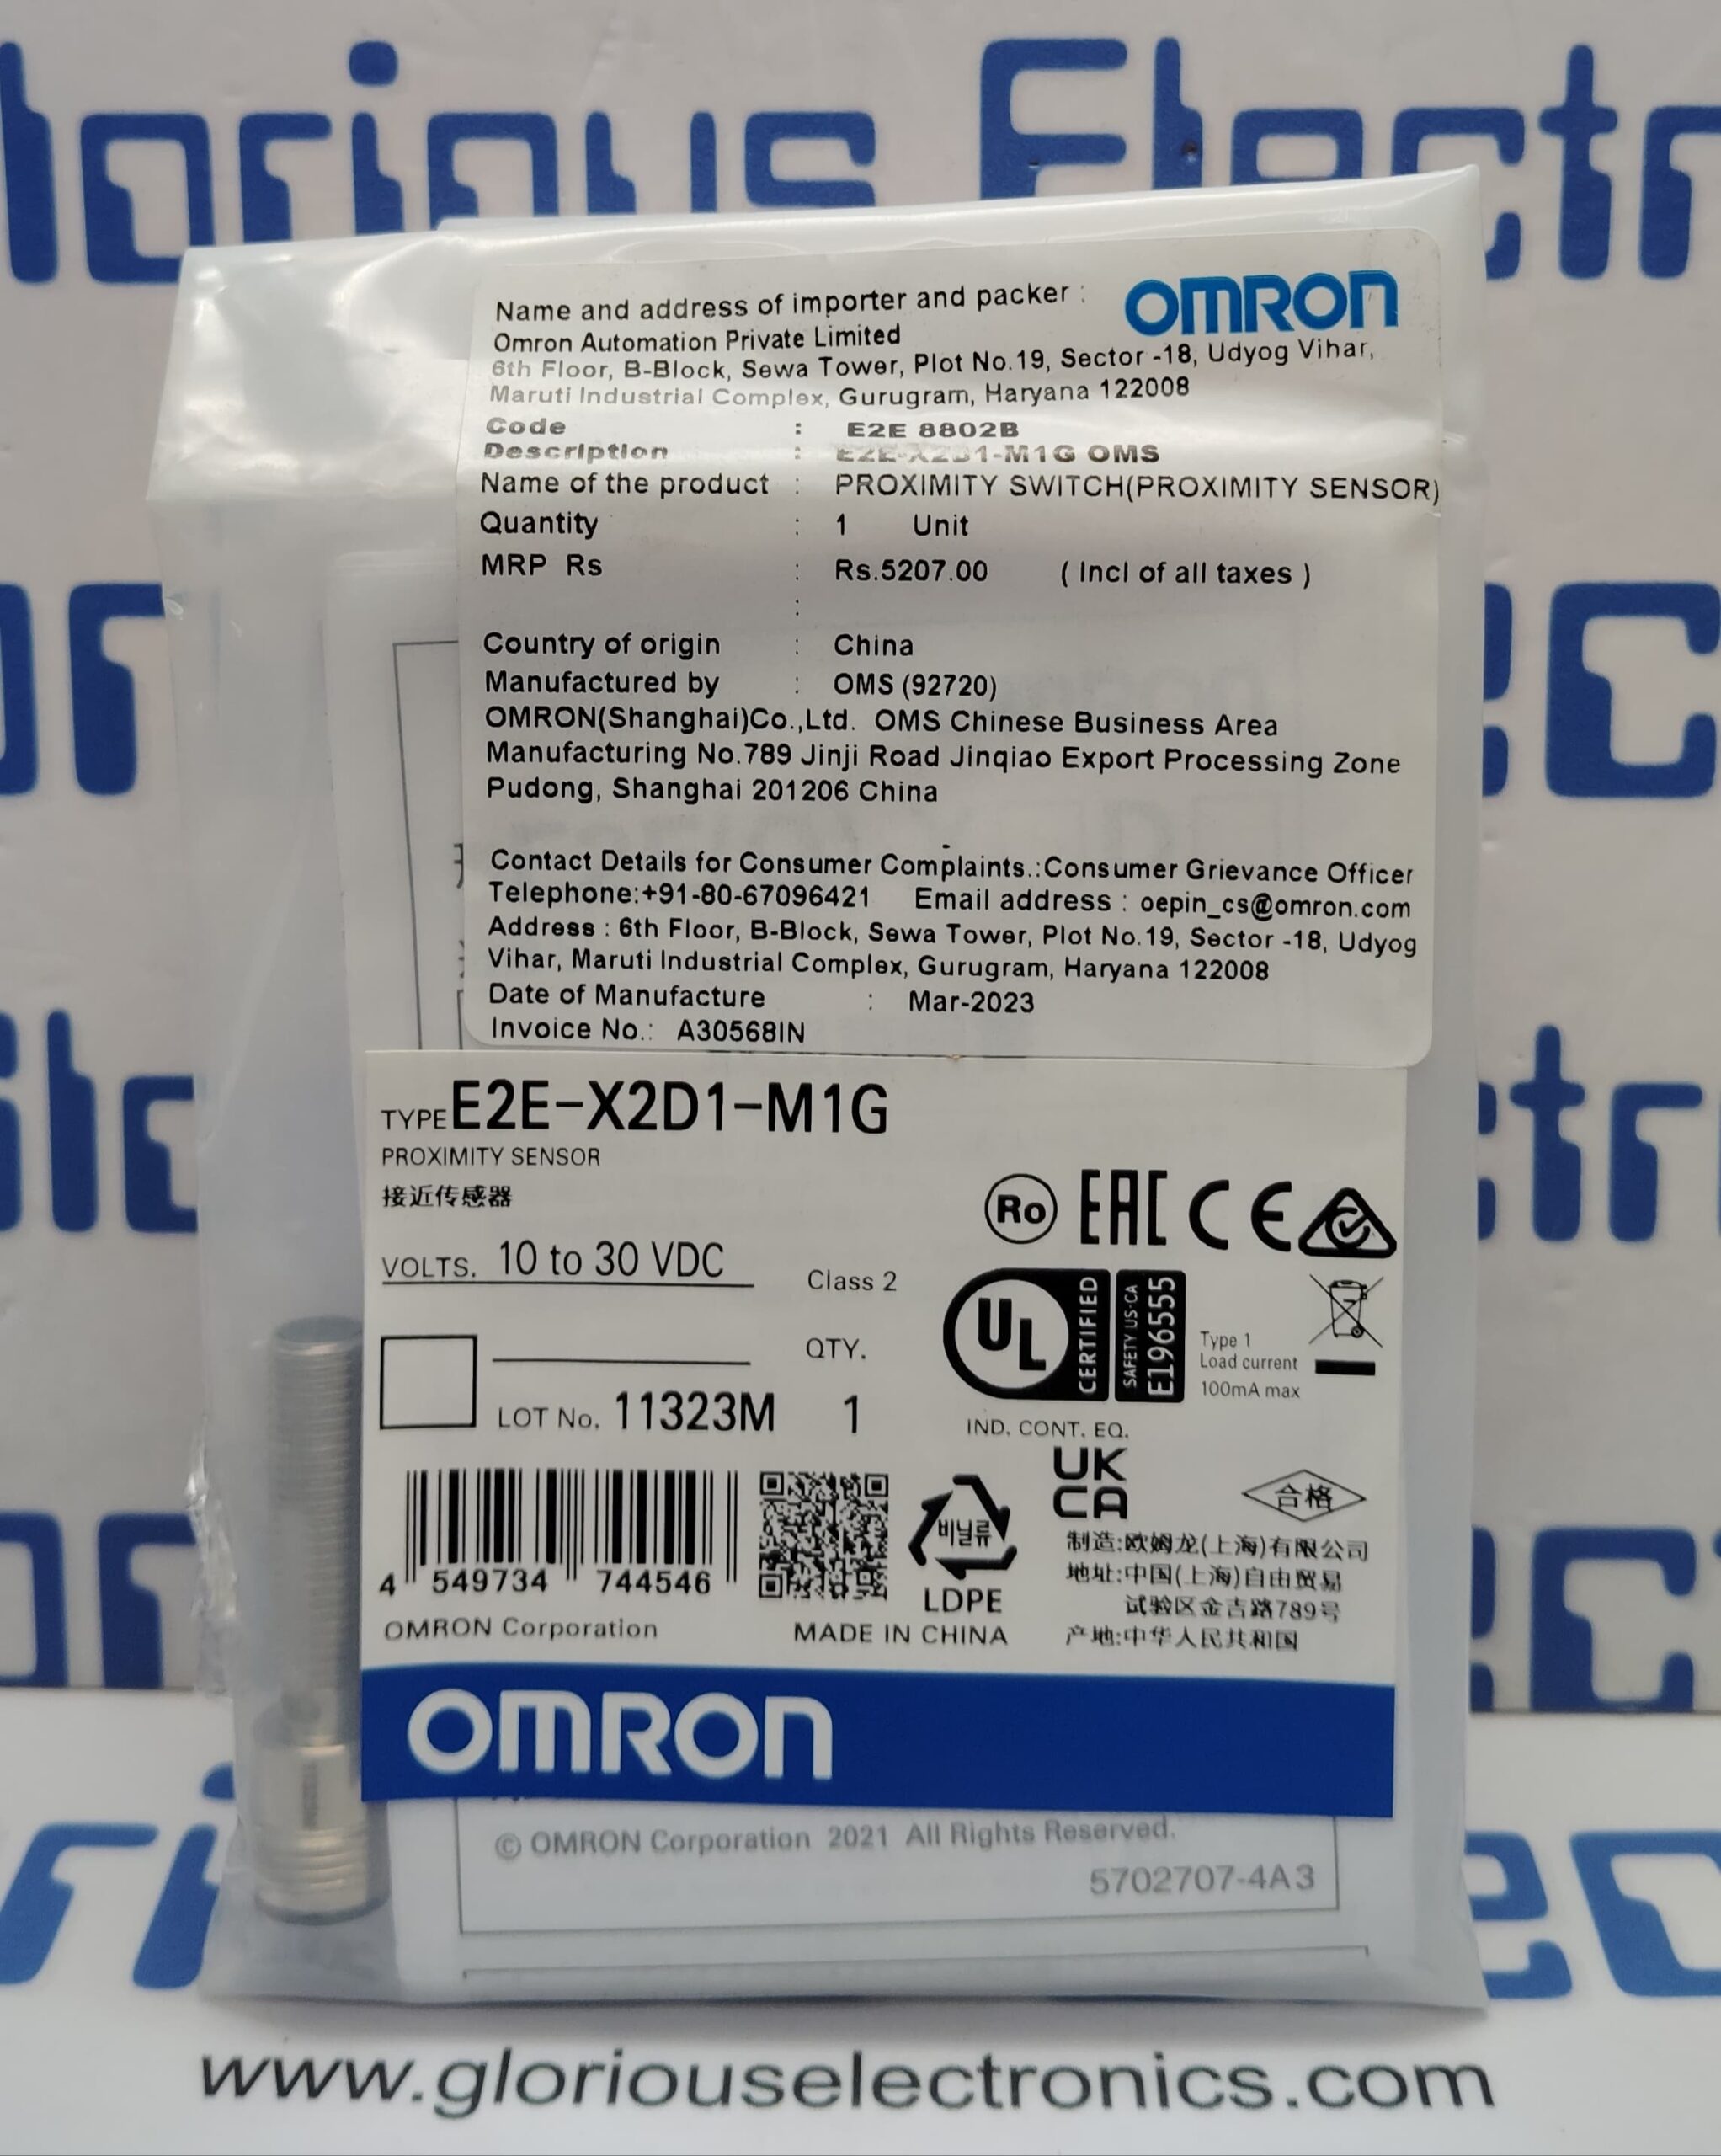 Glorious Electr
Name and address of importer and packer :
OMRON
Omron Automation Private Limited
6th Floor, B-Block, Sewa Tower, Plot No.19, Sector -18, Udyog Vihar,
Maruti Industrial Complex, Gurugram, Haryana 122008
Code : E2E 8802B
Description : E2E-X2D1-M1G OMS
Name of the product : PROXIMITY SWITCH(PROXIMITY SENSOR)
Quantity : 1 Unit
MRP Rs : Rs.5207.00 ( Incl of all taxes )
:
Country of origin : China
Manufactured by : OMS (92720)
OMRON(Shanghai)Co.,Ltd. OMS Chinese Business Area
Manufacturing No.789 Jinji Road Jinqiao Export Processing Zone
Pudong, Shanghai 201206 China
Contact Details for Consumer Complaints.:Consumer Grievance Officer
Telephone:+91-80-67096421 Email address : oepin_cs@omron.com
Address : 6th Floor, B-Block, Sewa Tower, Plot No.19, Sector -18, Udyog
Vihar, Maruti Industrial Complex, Gurugram, Haryana 122008
Date of Manufacture : Mar-2023
Invoice No.: A30568IN
TYPE E2E-X2D1-M1G
PROXIMITY SENSOR
接近传感器
Ro EAC CE
VOLTS. 10 to 30 VDC
Class 2
UL CERTIFIED
SAFETY US-CA
E196555
Type 1
Load current
100mA max
QTY.
LOT No. 11323M 1
IND. CONT. EQ.
UK
CA
合格
비닐류
LDPE
4 549734 744546
制造:欧姆龙(上海)有限公司
地址:中国(上海)自由贸易
试验区金吉路789号
产地:中华人民共和国
OMRON Corporation
MADE IN CHINA
OMRON
© OMRON Corporation 2021 All Rights Reserved.
5702707-4A3
www.gloriouselectronics.com